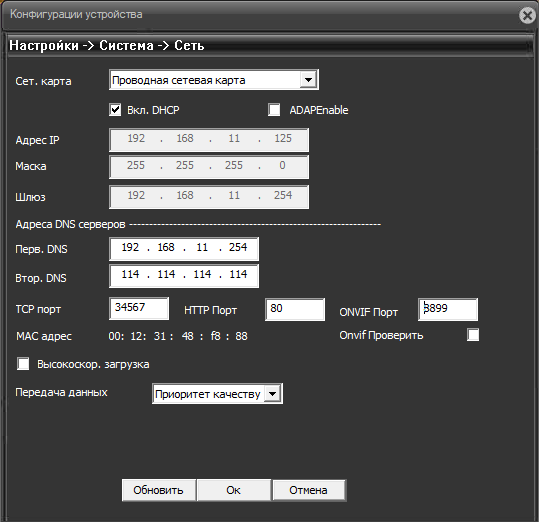 Конфигурации устройства
Настройки -> Система -> Сеть
Сет. карта Проводная сетевая карта
Вкл. DHCP ADAPEnable
Адрес IP 192 . 168 . 11 . 125
Маска 255 . 255 . 255 . 0
Шлюз 192 . 168 . 11 . 254
Адреса DNS серверов ---------------------------------------------------------------
Перв. DNS 192 . 168 . 11 . 254
Втор. DNS 114 . 114 . 114 . 114
TCP порт 34567 HTTP Порт 80 ONVIF Порт 8899
MAC адрес 00: 12: 31 : 48 : f8 : 88 Onvif Проверить
Высокоскор. загрузка
Передача данных Приоритет качеству
Обновить Ок Отмена